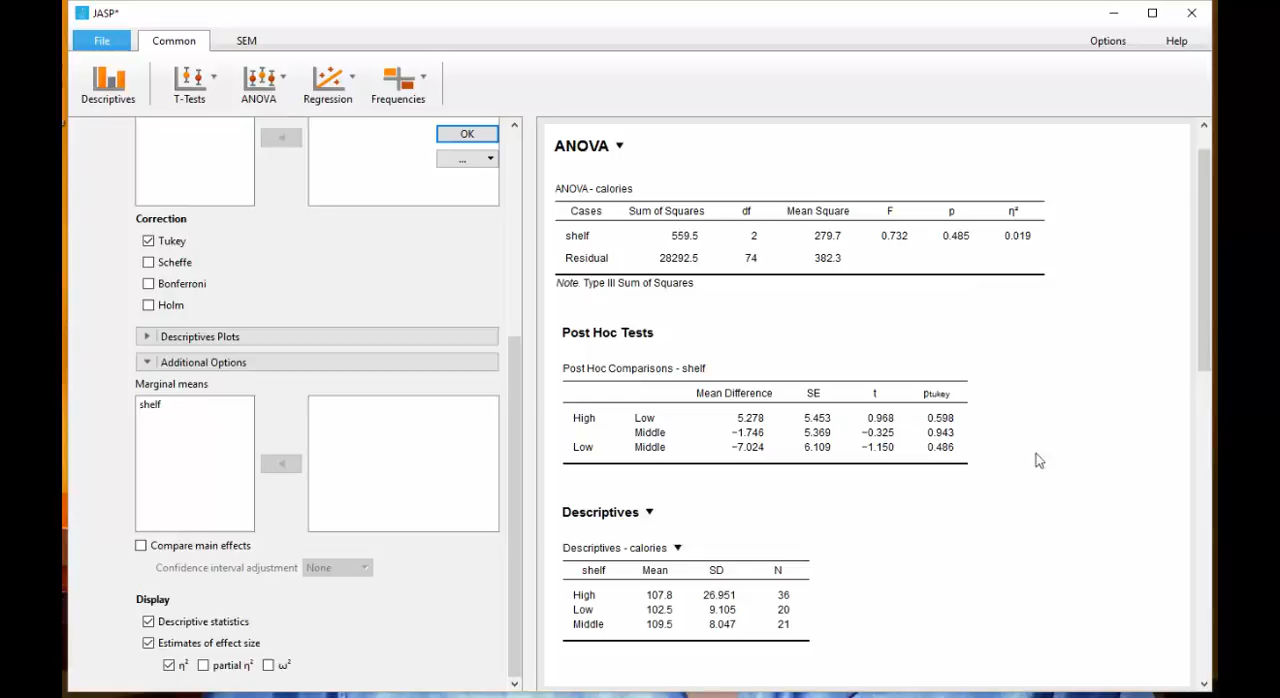 JASP*
File Common SEM Options Help
Descriptives T-Tests ANOVA Regression Frequencies
OK
...
Correction
Tukey
Scheffe
Bonferroni
Holm
Descriptives Plots
Additional Options
Marginal means
shelf
Compare main effects
Confidence interval adjustment None
Display
Descriptive statistics
Estimates of effect size
η² partial η² ω²
ANOVA
ANOVA - calories
Cases Sum of Squares df Mean Square F p η²
shelf 559.5 2 279.7 0.732 0.485 0.019
Residual 28292.5 74 382.3
Note. Type III Sum of Squares
Post Hoc Tests
Post Hoc Comparisons - shelf
Mean Difference SE t ptukey
High Low 5.278 5.453 0.968 0.598
Middle −1.746 5.369 −0.325 0.943
Low Middle −7.024 6.109 −1.150 0.486
Descriptives
Descriptives - calories
shelf Mean SD N
High 107.8 26.951 36
Low 102.5 9.105 20
Middle 109.5 8.047 21